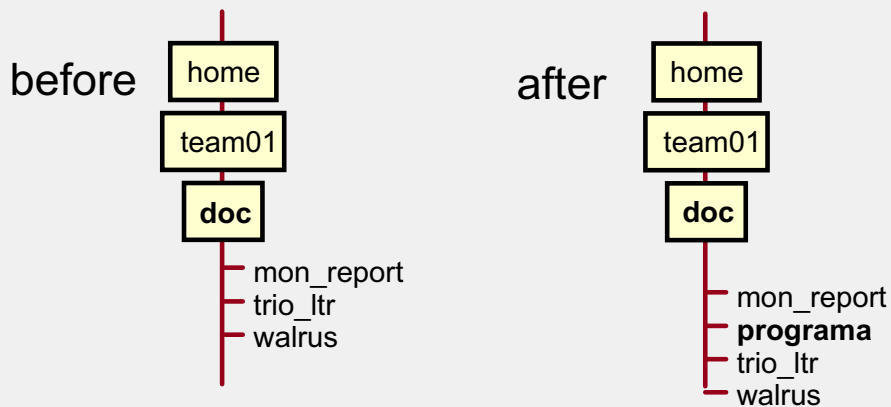 before
home
team01
doc
mon_report
trio_ltr
walrus
after
home
team01
doc
mon_report
programa
trio_ltr
walrus